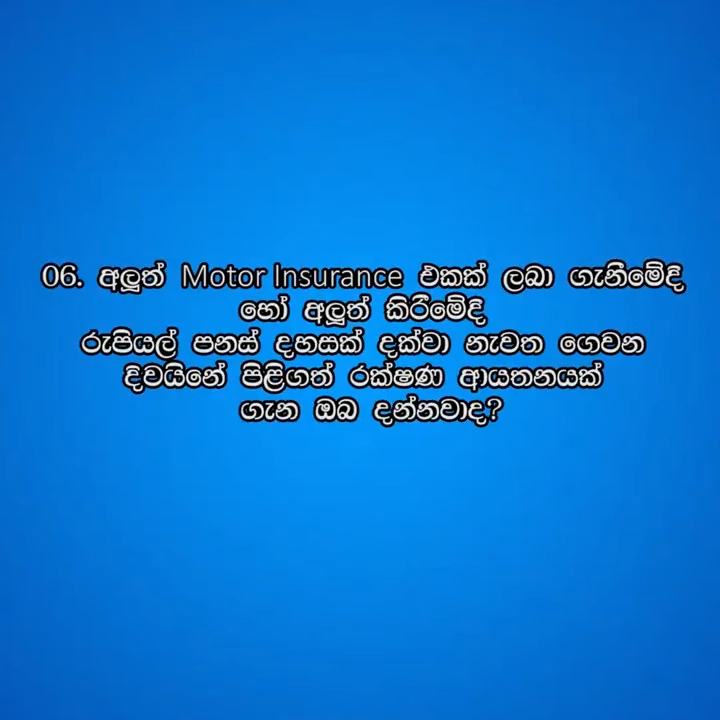 06. අලුත් Motor Insurance එකක් ලබා ගැනීමේදි
හෝ අලුත් කිරීමේදි
රුපියල් පනස් දහසක් දක්වා නැවත ගෙවන
දිවයිනේ පිළිගත් රක්ෂණ ආයතනයක්
ගැන ඔබ දන්නවාද?